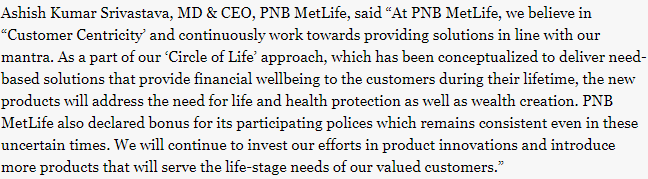 Ashish Kumar Srivastava, MD & CEO, PNB MetLife, said “At PNB MetLife, we believe in
“Customer Centricity’ and continuously work towards providing solutions in line with our
mantra. As a part of our ‘Circle of Life’ approach, which has been conceptualized to deliver need-
based solutions that provide financial wellbeing to the customers during their lifetime, the new
products will address the need for life and health protection as well as wealth creation. PNB
MetLife also declared bonus for its participating polices which remains consistent even in these
uncertain times. We will continue to invest our efforts in product innovations and introduce
more products that will serve the life-stage needs of our valued customers.”